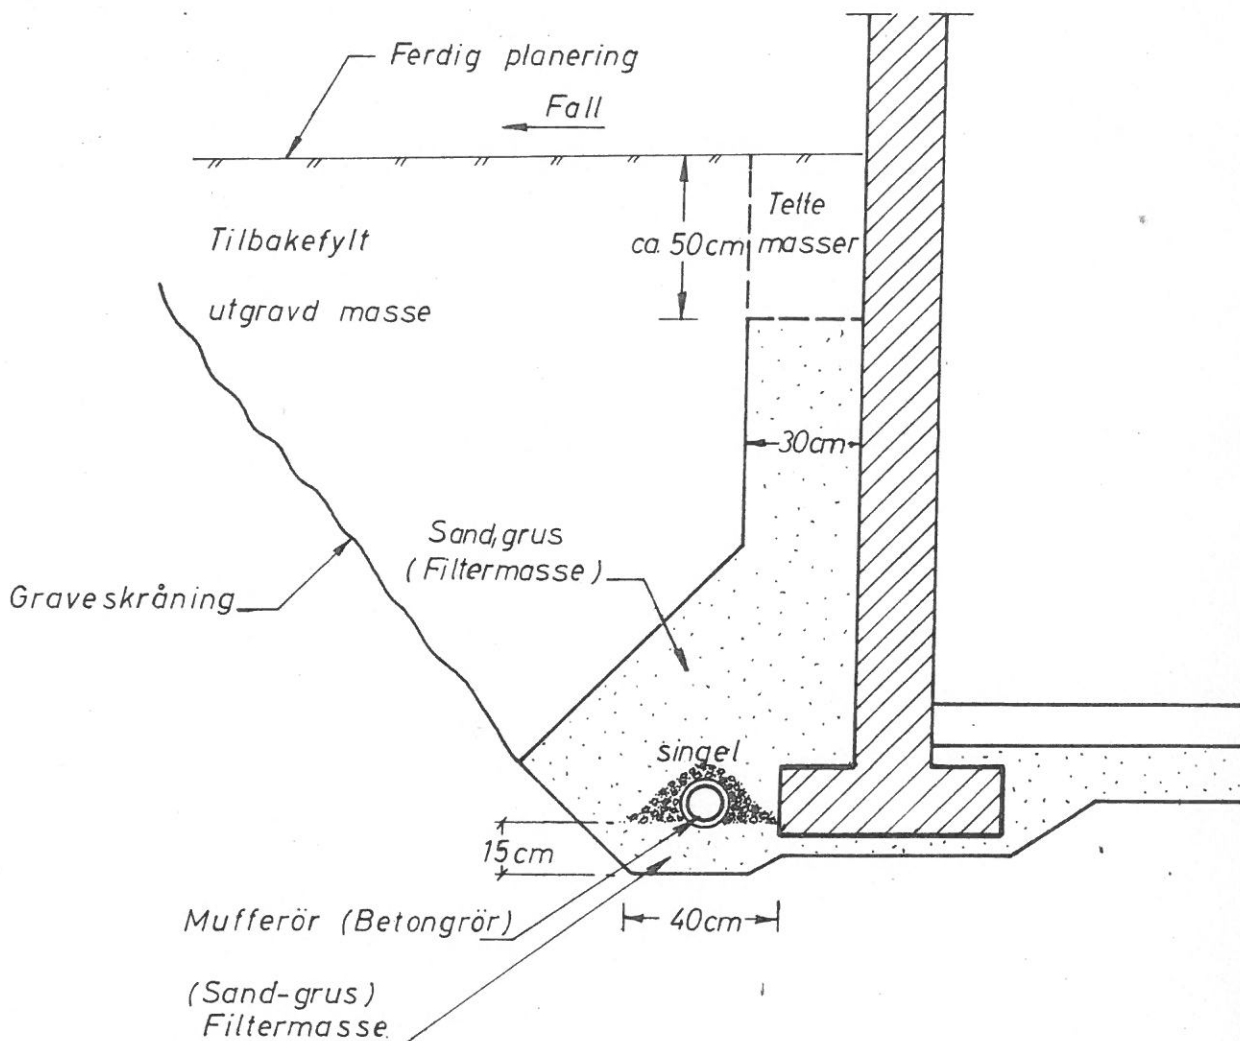 Ferdig planering
Fall
Tilbakefylt
utgravd masse
ca. 50cm
Tette
masser
30cm
Sand,grus
(Filtermasse)
Graveskråning
singel
15cm
40cm
Mufferör (Betongrör)
(Sand-grus)
Filtermasse